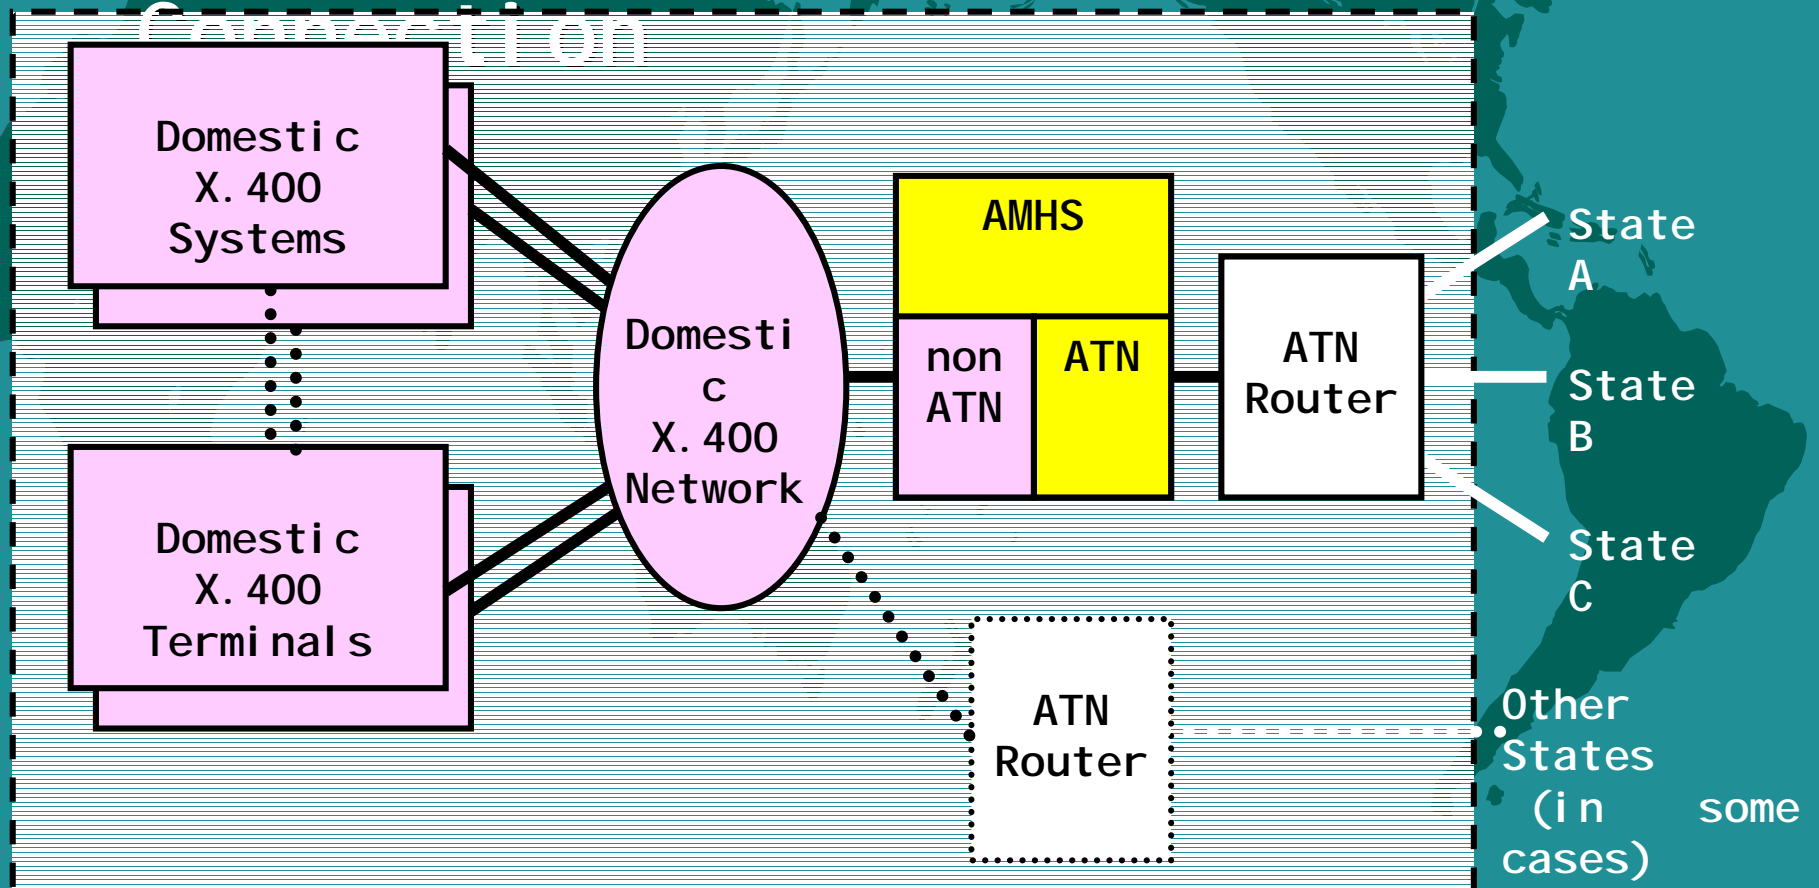 Connection
Domestic
X.400
Systems
Domesti
c
X.400
Network
AMHS
non
ATN
ATN
ATN
Router
State
A
State
B
State
C
Domestic
X.400
Terminals
ATN
Router
Other
States
(in some
cases)